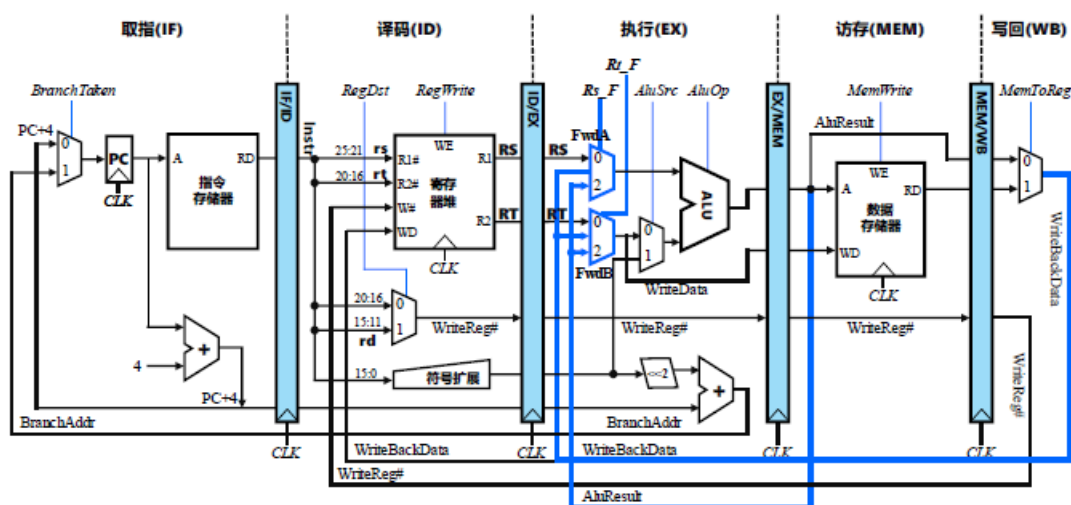 取指(IF)
译码(ID)
执行(EX)
访存(MEM)
写回(WB)
BranchTaken
RegDst
RegWrite
Rt_F
Rs_F
AluSrc
AluOp
MemWrite
MemToReg
IF/ID
ID/EX
EX/MEM
MEM/WB
PC+4
0
1
PC
CLK
A
RD
指令
存储器
Instr
25:21
rs
20:16
rt
WE
R1#
R2#
W#
WD
R1
R2
寄存
器堆
CLK
RS
RT
RS
RT
FwdA
0
2
0
2
FwdB
0
1
ALU
AluResult
WE
A
RD
WD
数据
存储器
CLK
0
1
WriteBackData
WriteData
20:16
15:11
rd
0
1
WriteReg#
WriteReg#
WriteReg#
WriteReg#
4
+
PC+4
15:0
符号扩展
<<2
+
BranchAddr
BranchAddr
CLK
CLK
CLK
CLK
WriteBackData
WriteBackData
WriteReg#
AluResult